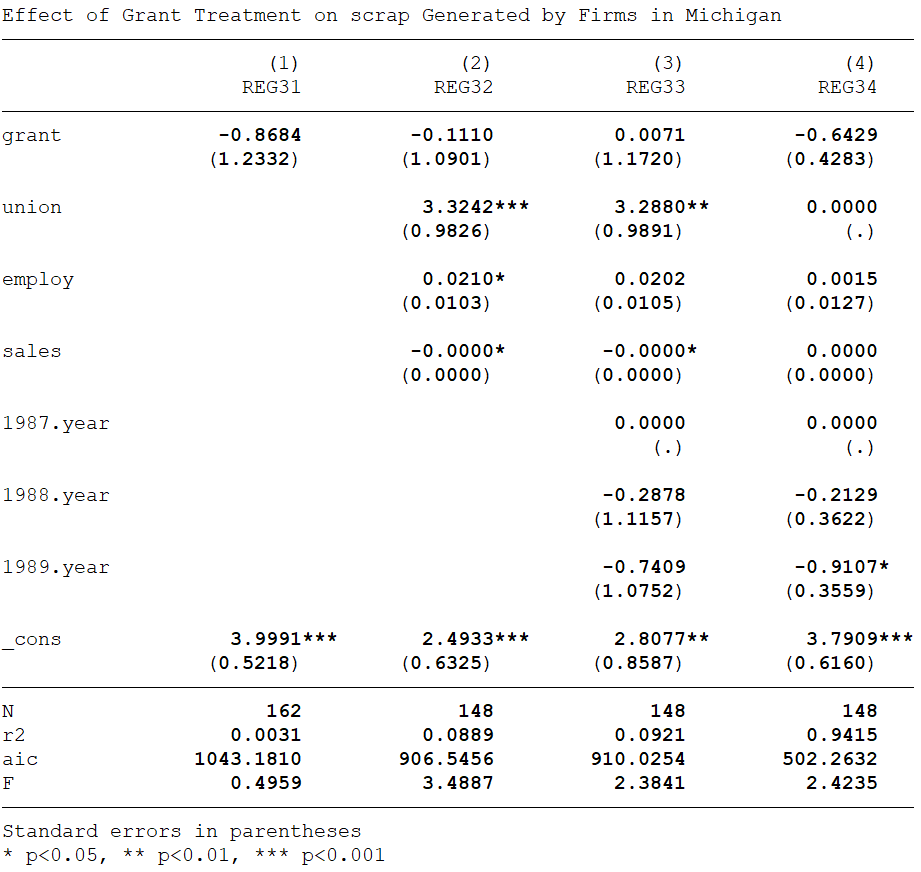 Effect of Grant Treatment on scrap Generated by Firms in Michigan
(1) (2) (3) (4)
REG31 REG32 REG33 REG34
grant -0.8684 -0.1110 0.0071 -0.6429
(1.2332) (1.0901) (1.1720) (0.4283)
union 3.3242*** 3.2880** 0.0000
(0.9826) (0.9891) (.)
employ 0.0210* 0.0202 0.0015
(0.0103) (0.0105) (0.0127)
sales -0.0000* -0.0000* 0.0000
(0.0000) (0.0000) (0.0000)
1987.year 0.0000 0.0000
(.) (.)
1988.year -0.2878 -0.2129
(1.1157) (0.3622)
1989.year -0.7409 -0.9107*
(1.0752) (0.3559)
_cons 3.9991*** 2.4933*** 2.8077** 3.7909***
(0.5218) (0.6325) (0.8587) (0.6160)
N 162 148 148 148
r2 0.0031 0.0889 0.0921 0.9415
aic 1043.1810 906.5456 910.0254 502.2632
F 0.4959 3.4887 2.3841 2.4235
Standard errors in parentheses
* p<0.05, ** p<0.01, *** p<0.001